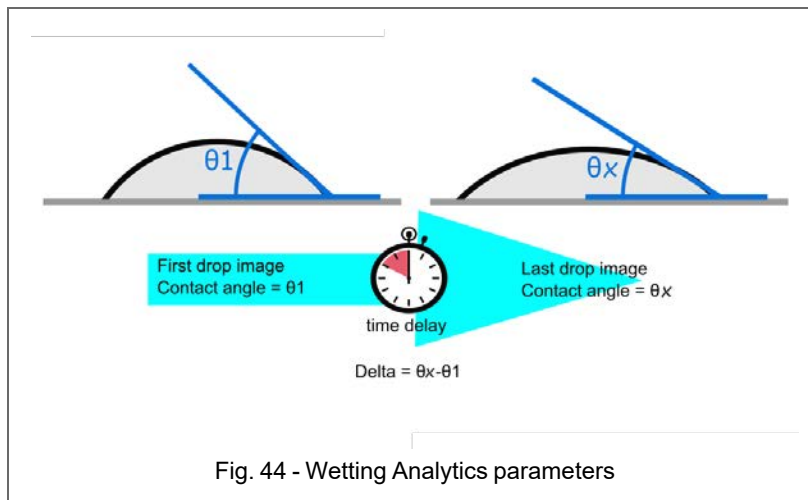 θ1
θx
First drop image
Contact angle = θ1
Last drop image
Contact angle = θx
time delay
Delta = θx-θ1
Fig. 44 - Wetting Analytics parameters